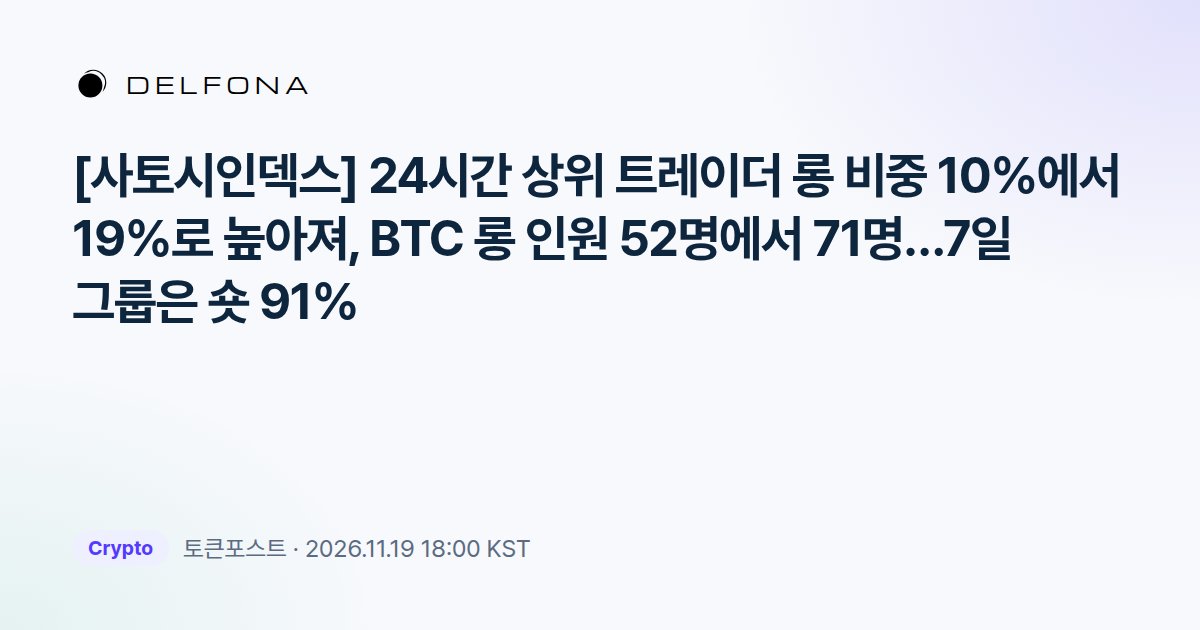 DELFONA
[사토시인덱스] 24시간 상위 트레이더 롱 비중 10%에서
19%로 높아져, BTC 롱 인원 52명에서 71명…7일
그룹은 숏 91%
Crypto 토큰포스트 · 2026.11.19 18:00 KST